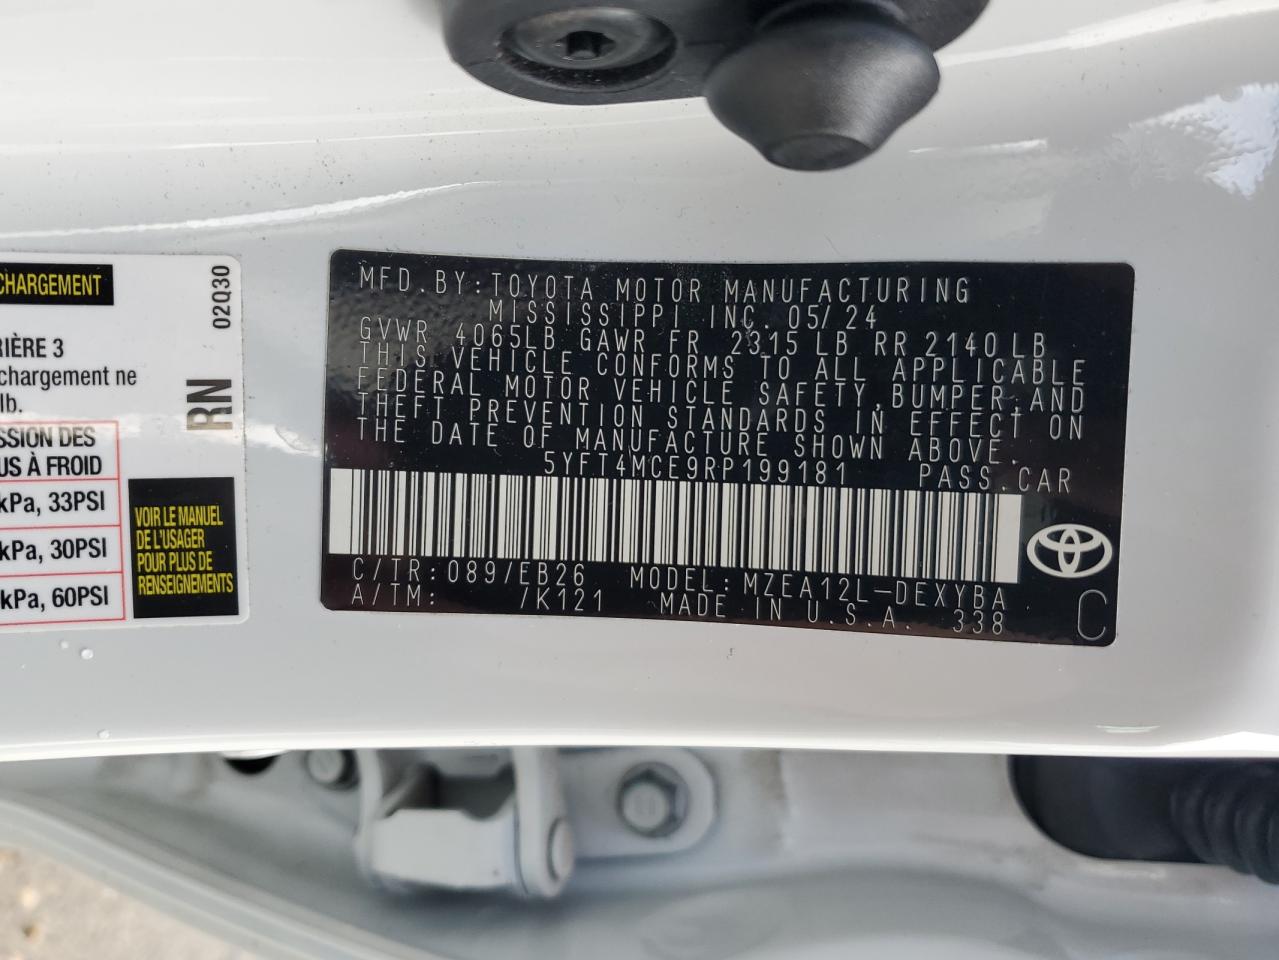 CHARGEMENT
RIÈRE 3
chargement ne
lb.
SSION DES
US À FROID
kPa, 33PSI
kPa, 30PSI
kPa, 60PSI
02Q30
RN
VOIR LE MANUEL
DE L'USAGER
POUR PLUS DE
RENSEIGNEMENTS
MFD.BY:TOYOTA MOTOR MANUFACTURING
MISSISSIPPI INC. 05/24
GVWR 4065LB GAWR FR 2315 LB RR 2140LB
THIS VEHICLE CONFORMS TO ALL APPLICABLE
FEDERAL MOTOR VEHICLE SAFETY,BUMPER,AND
THEFT PREVENTION STANDARDS IN EFFECT ON
THE DATE OF MANUFACTURE SHOWN ABOVE.
5YFT4MCE9RP199181 PASS.CAR
C/TR:089/EB26 MODEL:MZEA12L-DEXYBA
A/TM: /K121 MADE IN U.S.A. 338
C